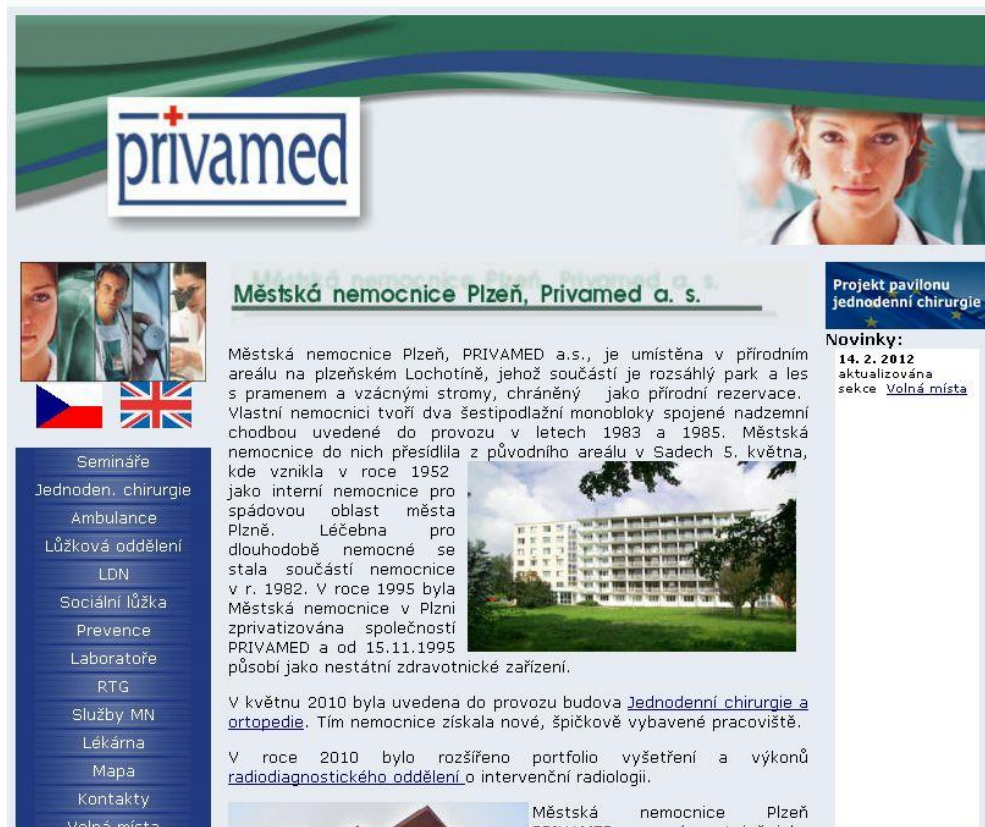 privamed
Městská nemocnice Plzeň, Privamed a. s.
Městská nemocnice Plzeň, PRIVAMED a.s., je umístěna v přírodním
areálu na plzeňském Lochotíně, jehož součástí je rozsáhlý park a les
s pramenem a vzácnými stromy, chráněný jako přírodní rezervace.
Vlastní nemocnici tvoří dva šestipodlažní monobloky spojené nadzemní
chodbou uvedené do provozu v letech 1983 a 1985. Městská
nemocnice do nich přesídlila z původního areálu v Sadech 5. května,
kde vznikla v roce 1952
jako interní nemocnice pro
spádovou oblast města
Plzně. Léčebna pro
dlouhodobě nemocné se
stala součástí nemocnice
v r. 1982. V roce 1995 byla
Městská nemocnice v Plzni
zprivatizována společností
PRIVAMED a od 15.11.1995
působí jako nestátní zdravotnické zařízení.
V květnu 2010 byla uvedena do provozu budova Jednodenní chirurgie a
ortopedie. Tím nemocnice získala nové, špičkově vybavené pracoviště.
V roce 2010 bylo rozšířeno portfolio vyšetření a výkonů
radiodiagnostického oddělení o intervenční radiologii.
Městská nemocnice Plzeň
Semináře
Jednoden. chirurgie
Ambulance
Lůžková oddělení
LDN
Sociální lůžka
Prevence
Laboratoře
RTG
Služby MN
Lékárna
Mapa
Kontakty
Volná místa
Projekt pavilonu
jednodenní chirurgie
Novinky:
14. 2. 2012
aktualizována
sekce Volná místa